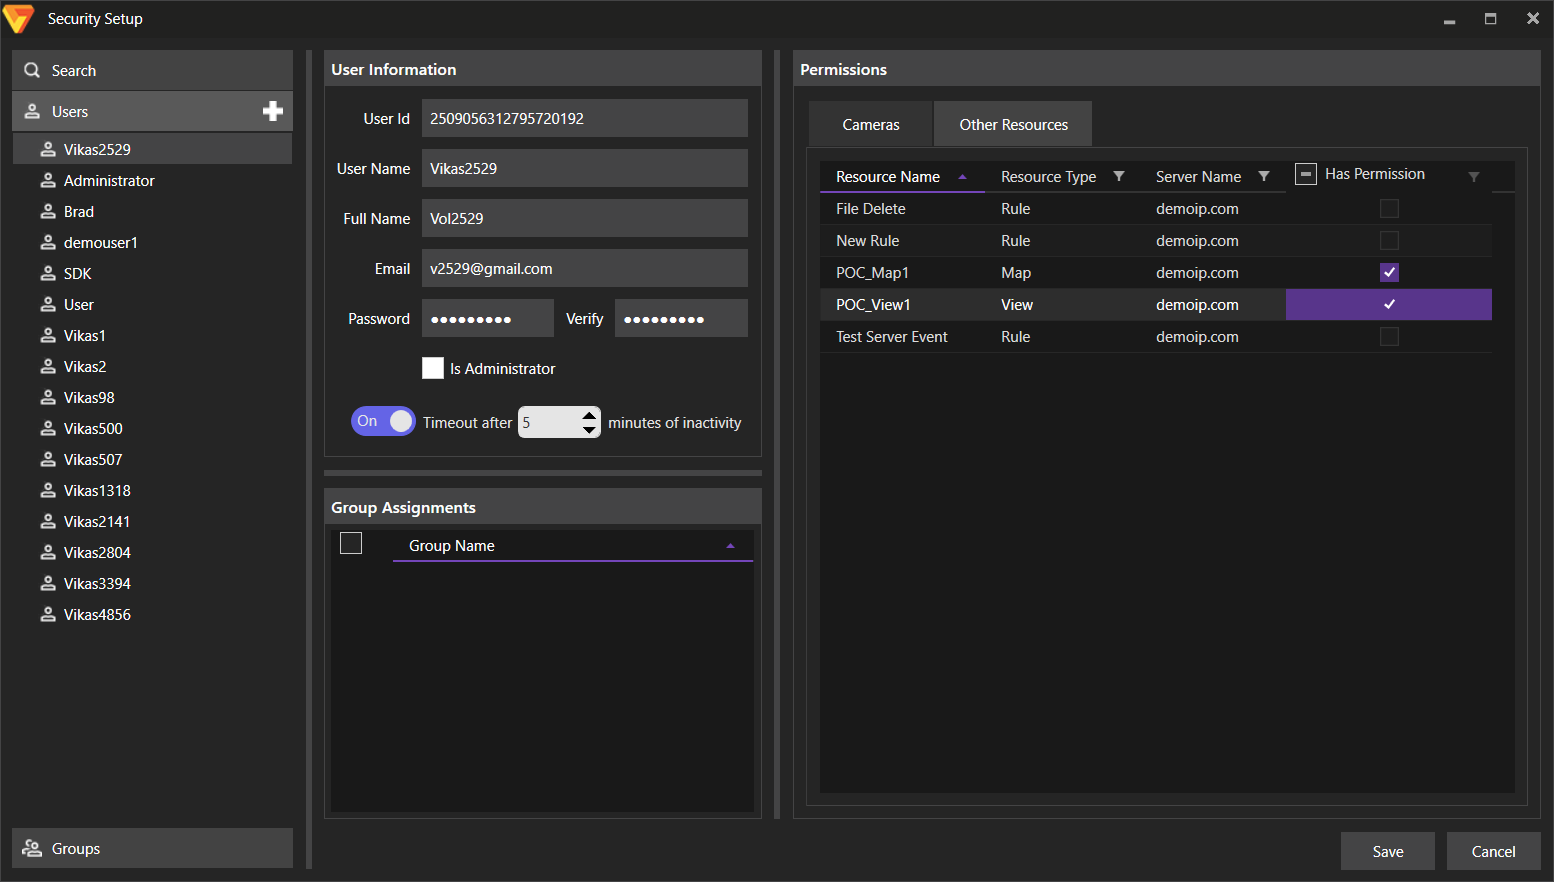 Security Setup
Search
Users
Vikas2529
Administrator
Brad
demouser1
SDK
User
Vikas1
Vikas2
Vikas98
Vikas500
Vikas507
Vikas1318
Vikas2141
Vikas2804
Vikas3394
Vikas4856
Groups
User Information
User Id 2509056312795720192
User Name Vikas2529
Full Name Vol2529
Email v2529@gmail.com
Password ●●●●●●●●● Verify ●●●●●●●●●
Is Administrator
On Timeout after 5 minutes of inactivity
Group Assignments
Group Name
Permissions
Cameras Other Resources
Resource Name Resource Type Server Name Has Permission
File Delete Rule demoip.com
New Rule Rule demoip.com
POC_Map1 Map demoip.com
POC_View1 View demoip.com
Test Server Event Rule demoip.com
Save Cancel